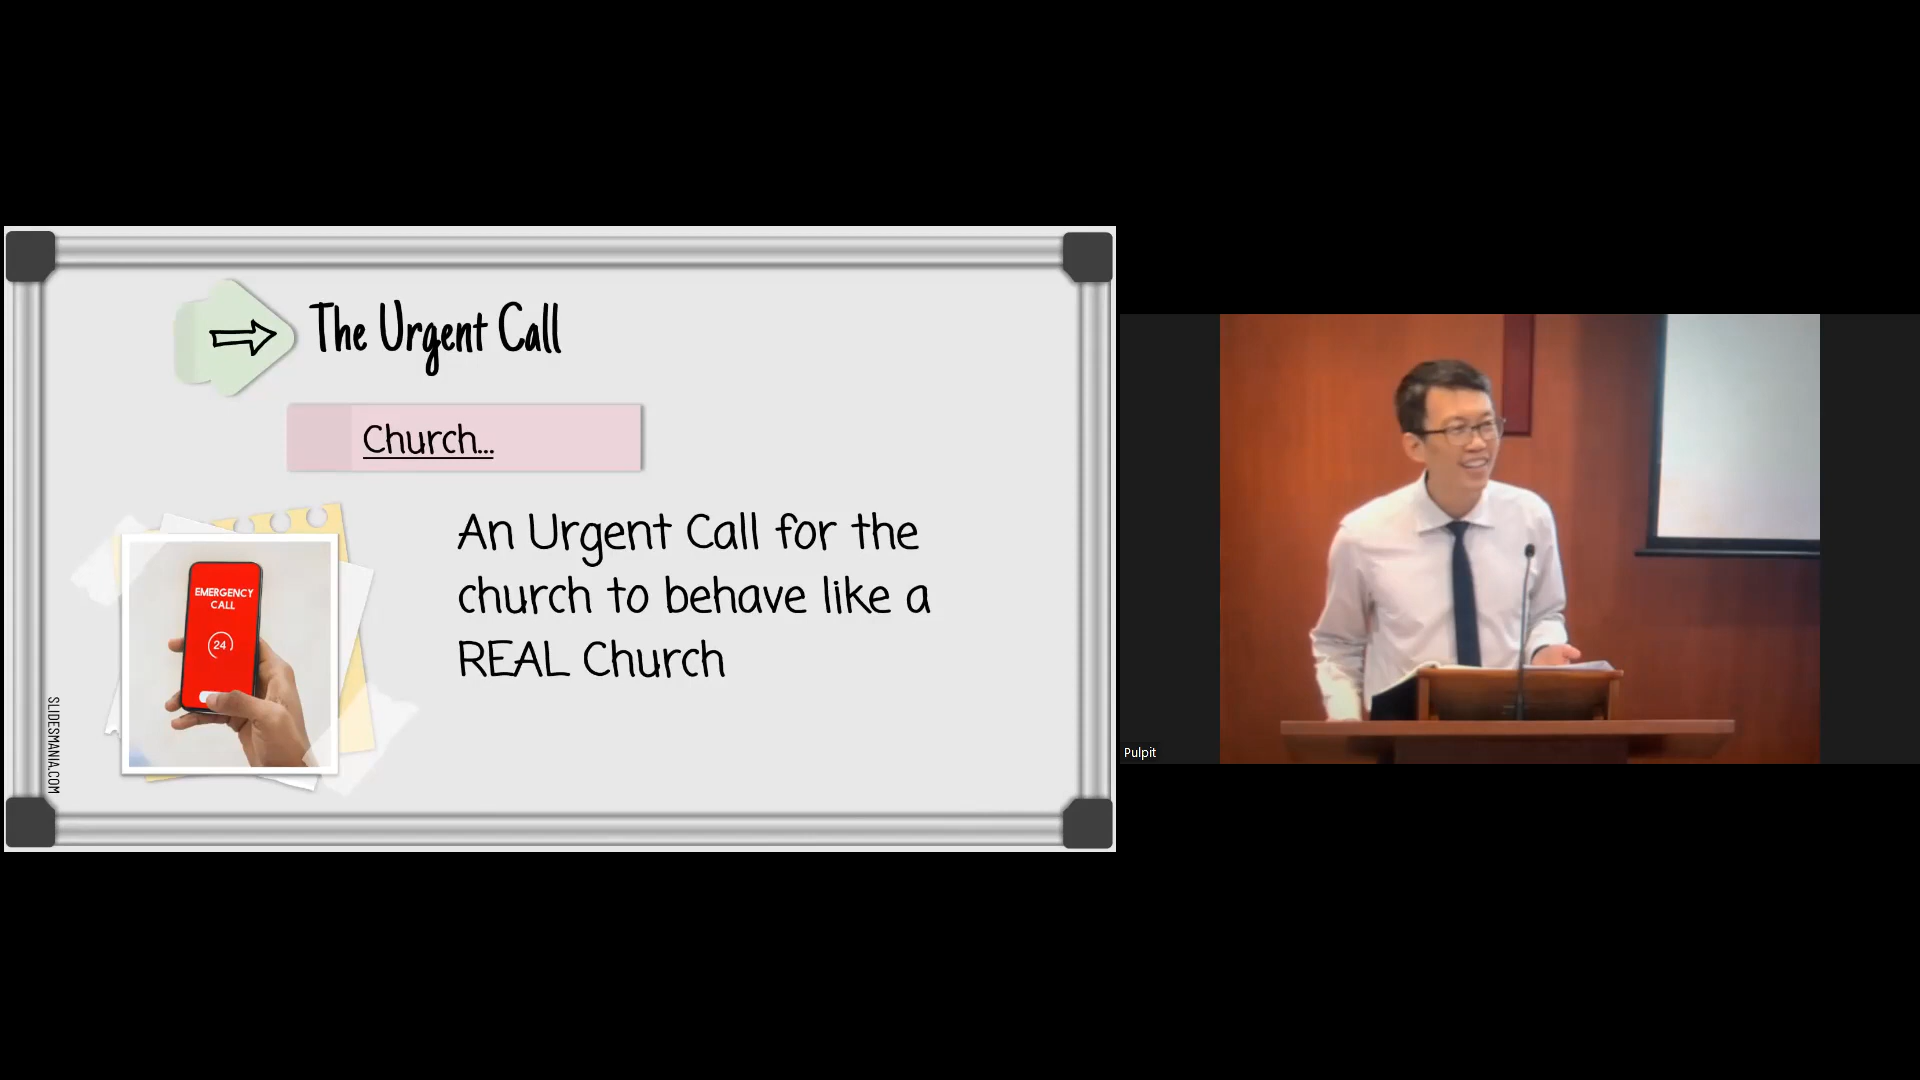 The Urgent Call
Church...
An Urgent Call for the
church to behave like a
REAL Church
EMERGENCY
CALL
24
SLIDESMANIA.COM
Pulpit